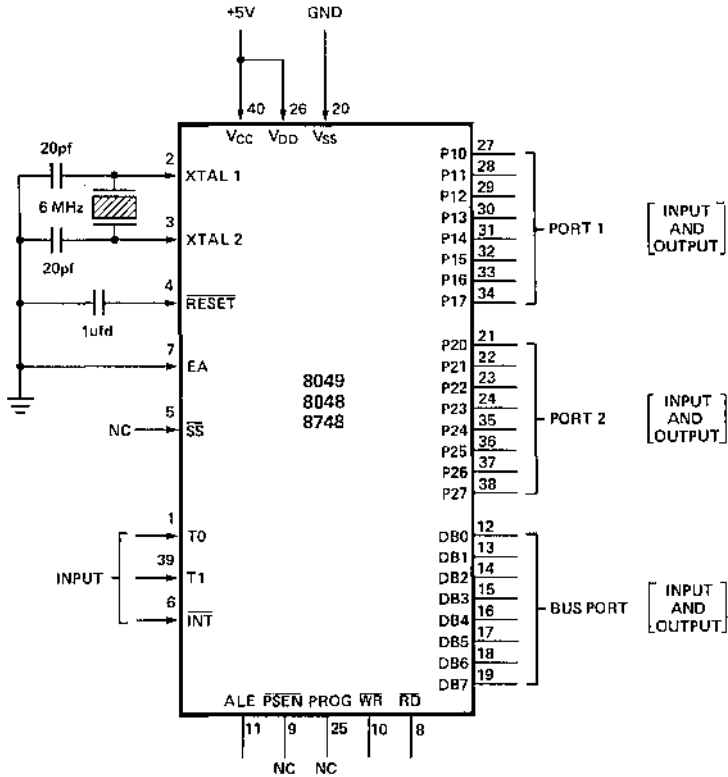 +5V GND
40 26 20
VCC VDD VSS
20pf
2 XTAL 1
6 MHz
3 XTAL 2
20pf
4 RESET
1ufd
7 EA
8049
8048
8748
NC 5 SS
1 T0
INPUT 39 T1
6 INT
P10 27
P11 28
P12 29
P13 30
P14 31
P15 32
P16 33
P17 34
PORT 1
INPUT
AND
OUTPUT
P20 21
P21 22
P22 23
P23 24
P24 35
P25 36
P26 37
P27 38
PORT 2
INPUT
AND
OUTPUT
DB0 12
DB1 13
DB2 14
DB3 15
DB4 16
DB5 17
DB6 18
DB7 19
BUS PORT
INPUT
AND
OUTPUT
ALE PSEN PROG WR RD
11 9 25 10 8
NC NC